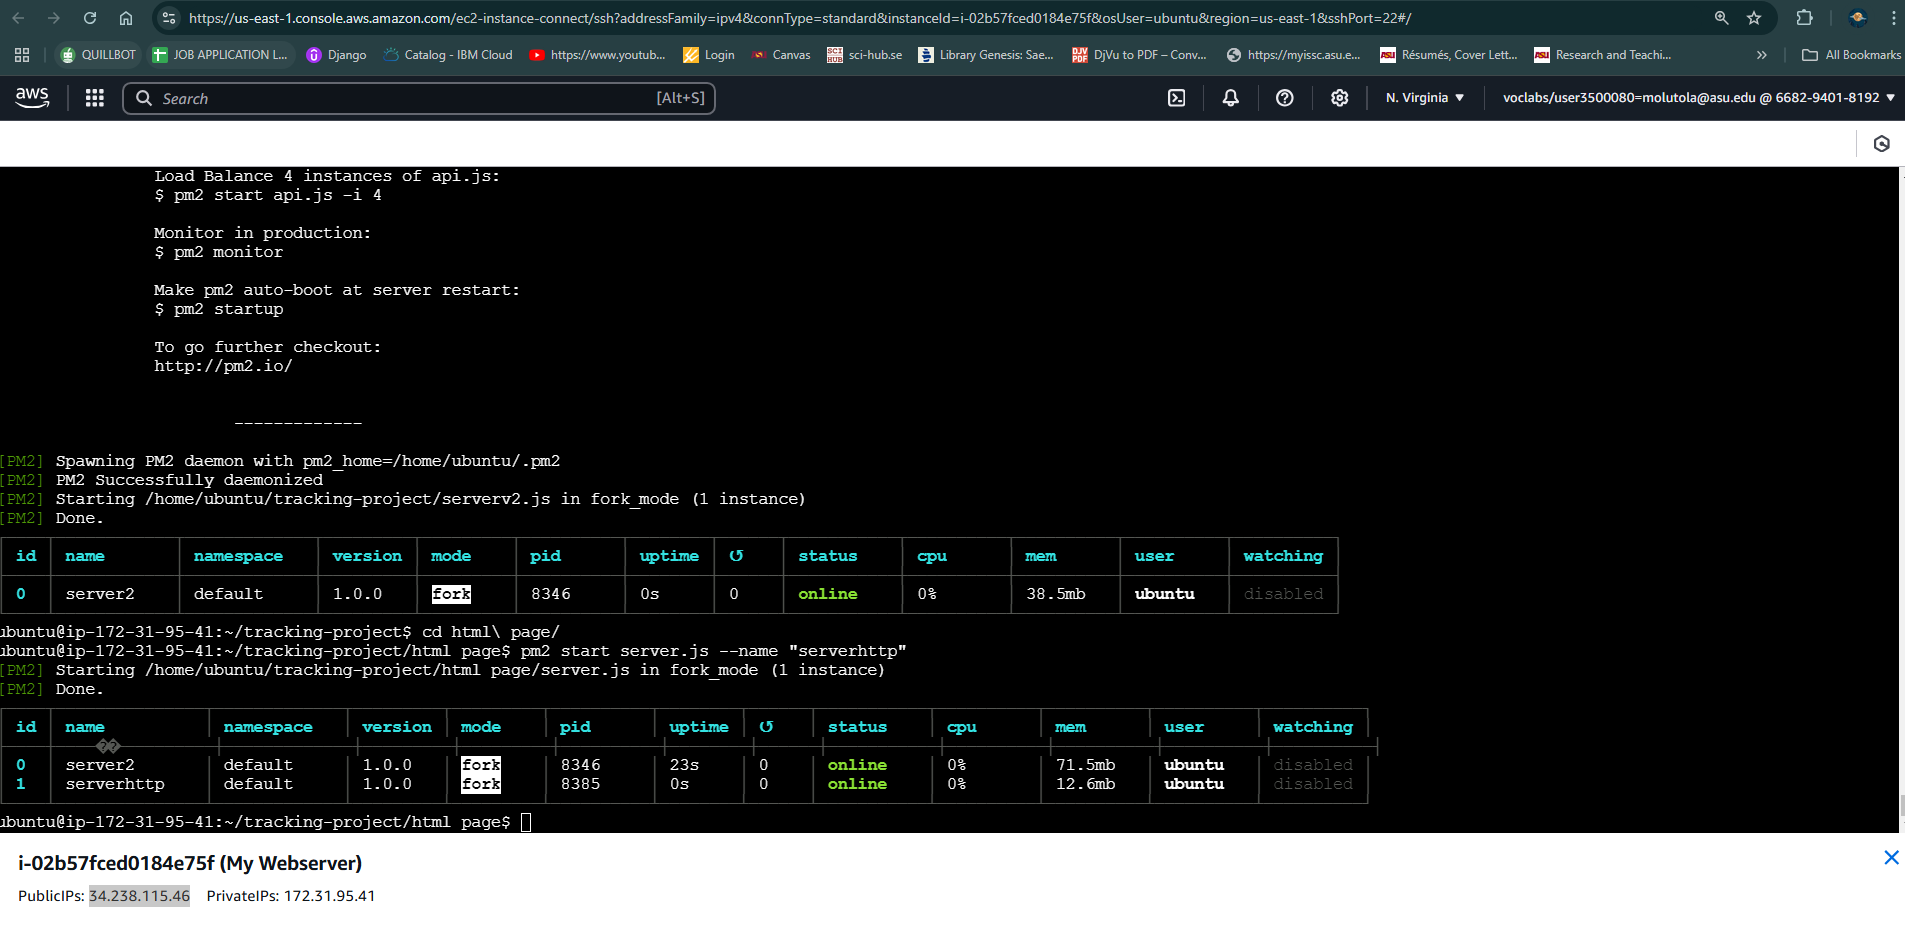 https://us-east-1.console.aws.amazon.com/ec2-instance-connect/ssh?addressFamily=ipv4&connType=standard&instanceId=i-02b57fced0184e75f&osUser=ubuntu&region=us-east-1&sshPort=22#/
QUILLBOT JOB APPLICATION L... Django Catalog - IBM Cloud https://www.youtub... Login Canvas sci-hub.se Library Genesis: Sae... DjVu to PDF – Conv... https://myissc.asu.e... Résumés, Cover Lett... Research and Teachi... » All Bookmarks
aws Search [Alt+S] N. Virginia ▼ voclabs/user3500080=molutola@asu.edu @ 6682-9401-8192 ▼
Load Balance 4 instances of api.js:
$ pm2 start api.js -i 4
Monitor in production:
$ pm2 monitor
Make pm2 auto-boot at server restart:
$ pm2 startup
To go further checkout:
http://pm2.io/
-------------
[PM2] Spawning PM2 daemon with pm2_home=/home/ubuntu/.pm2
[PM2] PM2 Successfully daemonized
[PM2] Starting /home/ubuntu/tracking-project/serverv2.js in fork_mode (1 instance)
[PM2] Done.
id name namespace version mode pid uptime ↺ status cpu mem user watching
0 server2 default 1.0.0 fork 8346 0s 0 online 0% 38.5mb ubuntu disabled
ubuntu@ip-172-31-95-41:~/tracking-project$ cd html\ page/
ubuntu@ip-172-31-95-41:~/tracking-project/html page$ pm2 start server.js --name "serverhttp"
[PM2] Starting /home/ubuntu/tracking-project/html page/server.js in fork_mode (1 instance)
[PM2] Done.
id name namespace version mode pid uptime ↺ status cpu mem user watching
��
0 server2 default 1.0.0 fork 8346 23s 0 online 0% 71.5mb ubuntu disabled
1 serverhttp default 1.0.0 fork 8385 0s 0 online 0% 12.6mb ubuntu disabled
ubuntu@ip-172-31-95-41:~/tracking-project/html page$
i-02b57fced0184e75f (My Webserver)
PublicIPs: 34.238.115.46 PrivateIPs: 172.31.95.41